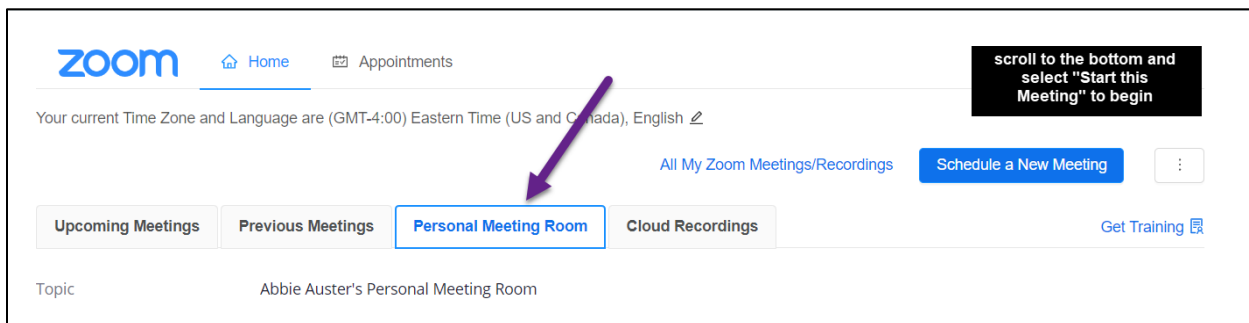 zoom Home Appointments
scroll to the bottom and
select "Start this
Meeting" to begin
Your current Time Zone and Language are (GMT-4:00) Eastern Time (US and Canada), English
All My Zoom Meetings/Recordings Schedule a New Meeting
Upcoming Meetings Previous Meetings Personal Meeting Room Cloud Recordings Get Training
Topic Abbie Auster's Personal Meeting Room